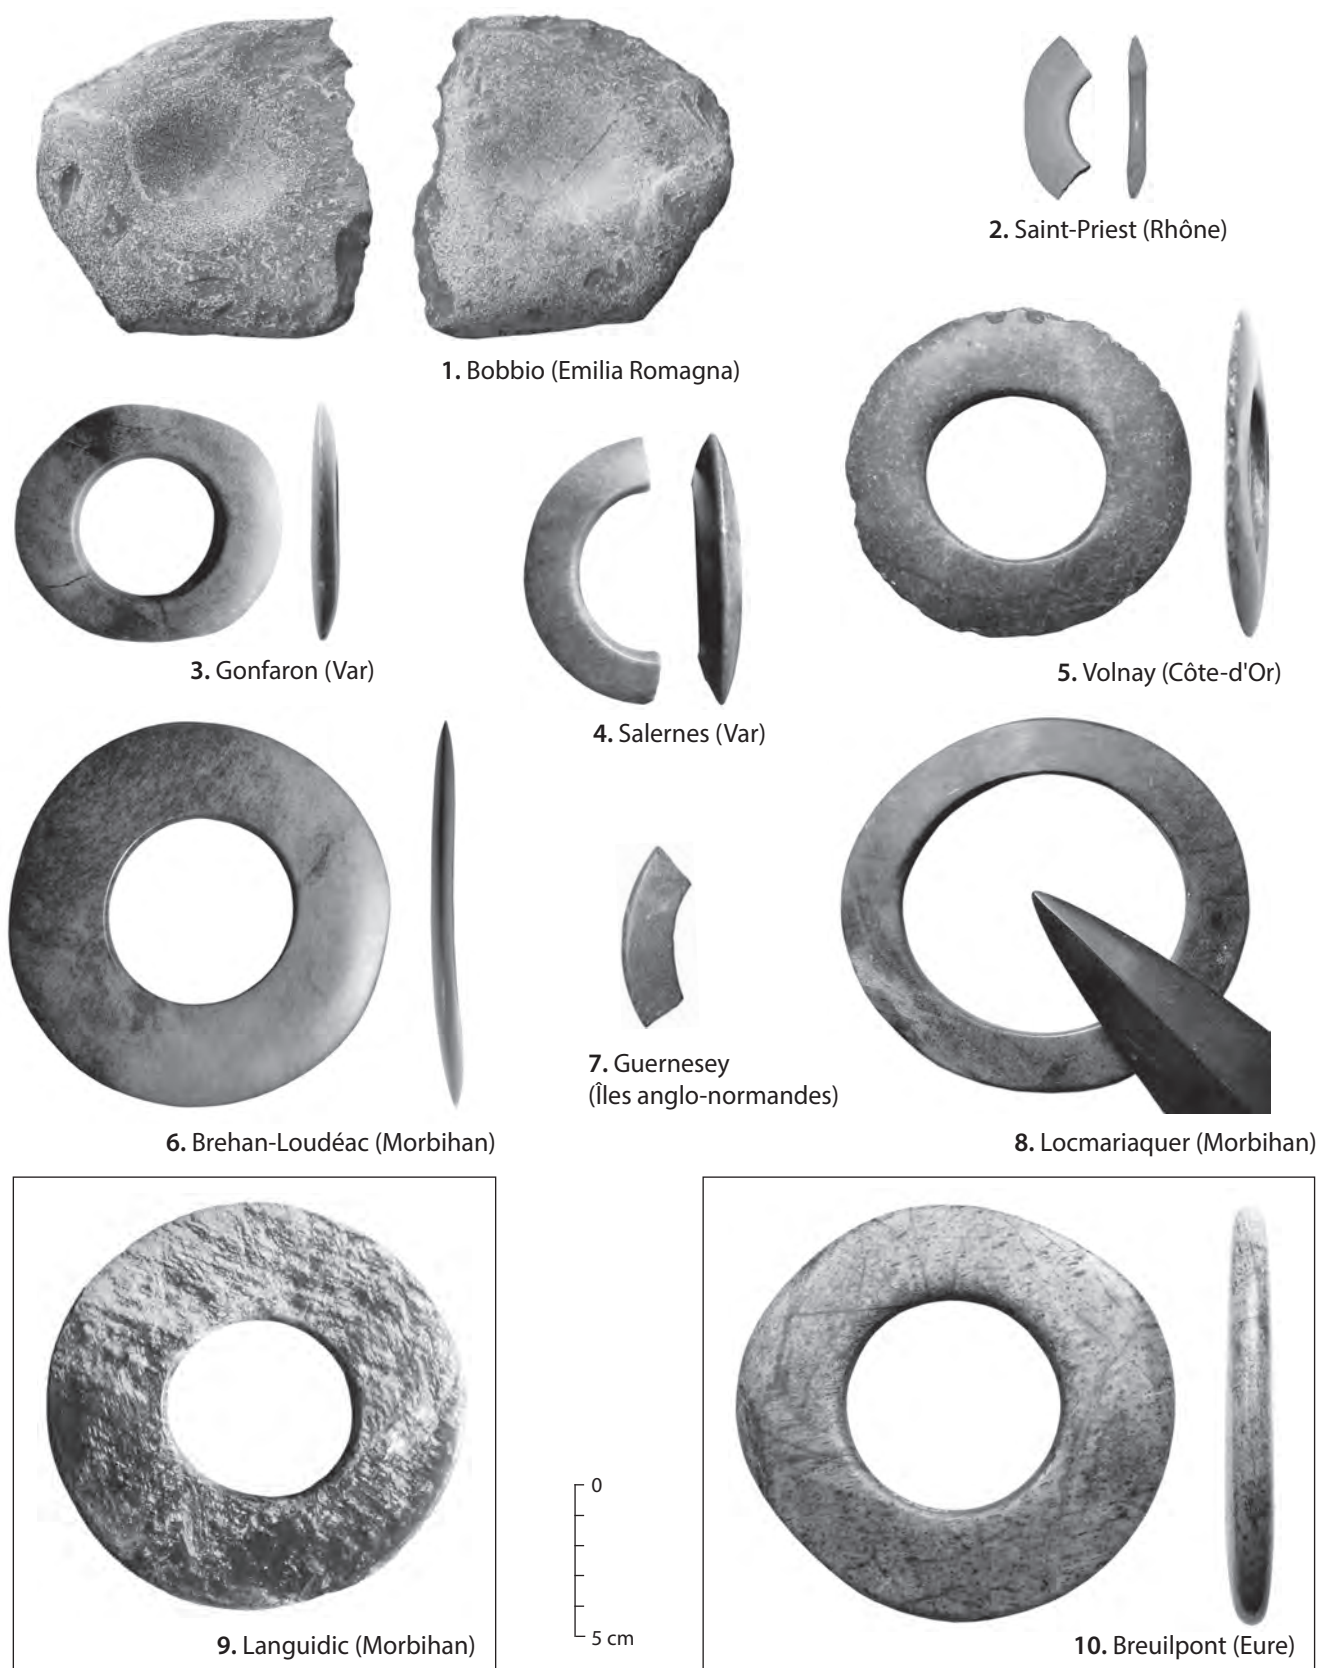 2. Saint-Priest (Rhône)
1. Bobbio (Emilia Romagna)
3. Gonfaron (Var)
4. Salernes (Var)
5. Volnay (Côte-d'Or)
6. Brehan-Loudéac (Morbihan)
7. Guernesey
(Îles anglo-normandes)
8. Locmariaquer (Morbihan)
0
5 cm
9. Languidic (Morbihan)
10. Breuilpont (Eure)